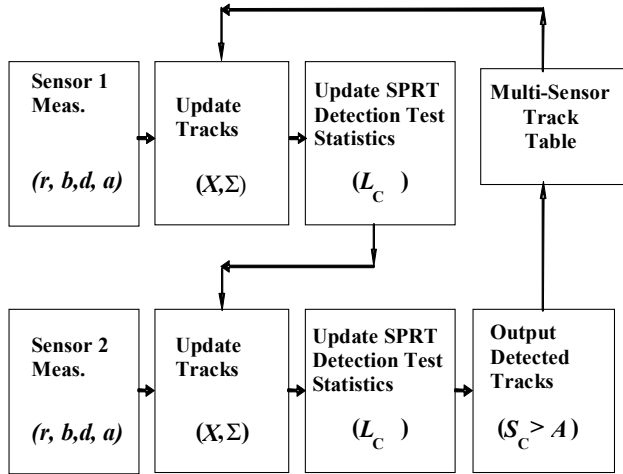 Sensor 1
Meas.
(r, b,d, a)
Update
Tracks
(X,Σ)
Update SPRT
Detection Test
Statistics
(L_C )
Multi-Sensor
Track
Table
Sensor 2
Meas.
(r, b,d, a)
Update
Tracks
(X,Σ)
Update SPRT
Detection Test
Statistics
(L_C )
Output
Detected
Tracks
(S_C > A)